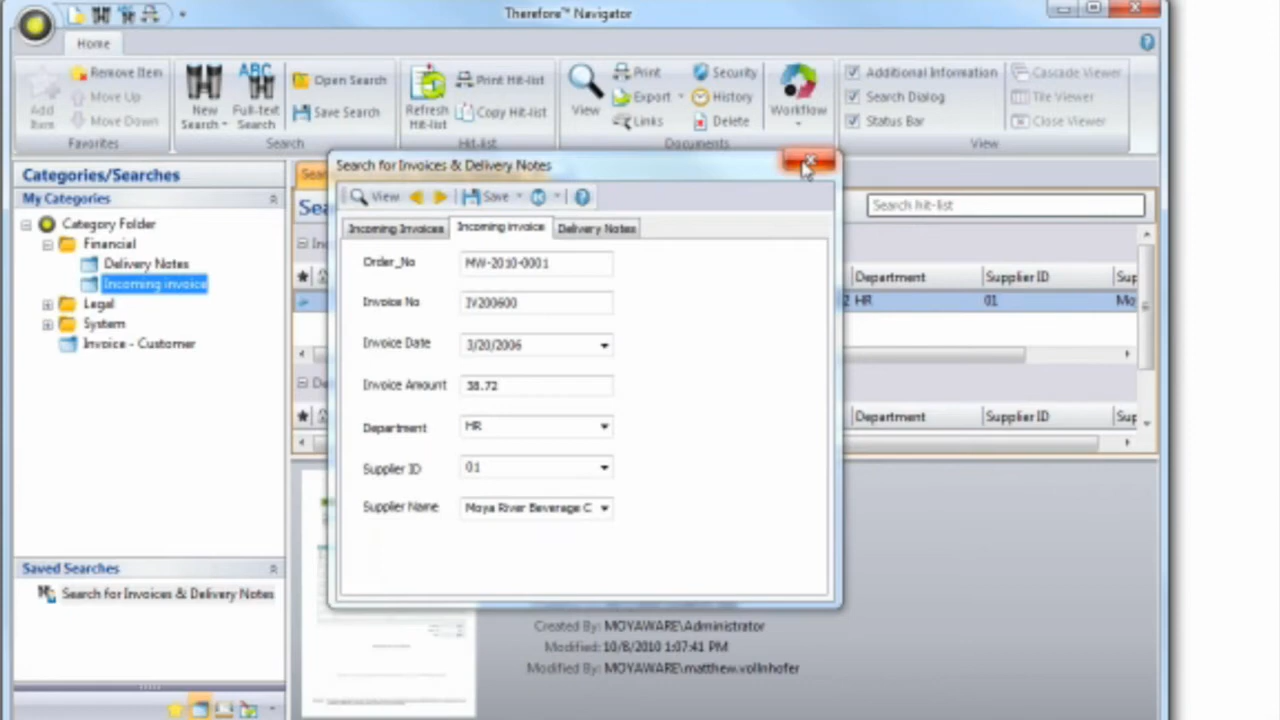 Therefore™ Navigator
Home
Add Item
Remove Item
Move Up
Move Down
Favorites
New Search
Full-text Search
Open Search
Save Search
Search
Refresh Hit-list
Print Hit-list
Copy Hit-list
Hit-list
View
Print
Export
Links
Security
History
Delete
Documents
Workflow
Additional Information
Search Dialog
Status Bar
Cascade Viewer
Tile Viewer
Close Viewer
View
Categories/Searches
My Categories
Category Folder
Financial
Delivery Notes
Incoming invoice
Legal
System
Invoice - Customer
Saved Searches
Search for Invoices & Delivery Notes
Search for Invoices & Delivery Notes
View
Save
Incoming Invoices
Incoming invoice
Delivery Notes
Order_No
MW-2010-0001
Invoice No
IV200600
Invoice Date
3/20/2006
Invoice Amount
38.72
Department
HR
Supplier ID
01
Supplier Name
Moya River Beverage C
Search hit-list
Department
Supplier ID
Sup
HR
01
Mo
Department
Supplier ID
Sup
Created By: MOYAWARE\Administrator
Modified: 10/8/2010 1:07:41 PM
Modified By: MOYAWARE\matthew.vollnhofer